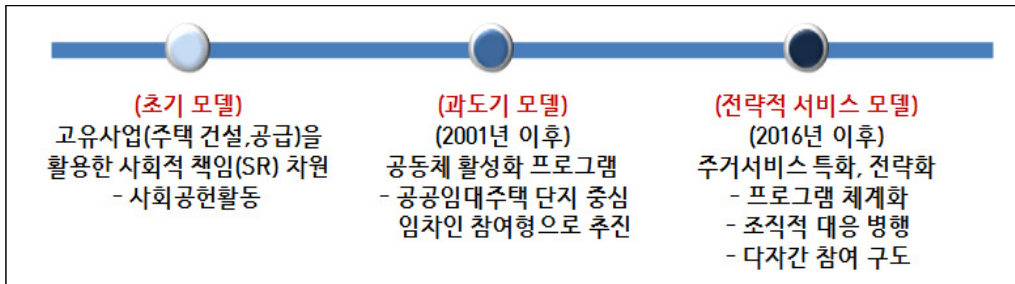 (초기 모델)
고유사업(주택 건설,공급)을
활용한 사회적 책임(SR) 차원
- 사회공헌활동
(과도기 모델)
(2001년 이후)
공동체 활성화 프로그램
- 공공임대주택 단지 중심
임차인 참여형으로 추진
(전략적 서비스 모델)
(2016년 이후)
주거서비스 특화, 전략화
- 프로그램 체계화
- 조직적 대응 병행
- 다자간 참여 구도